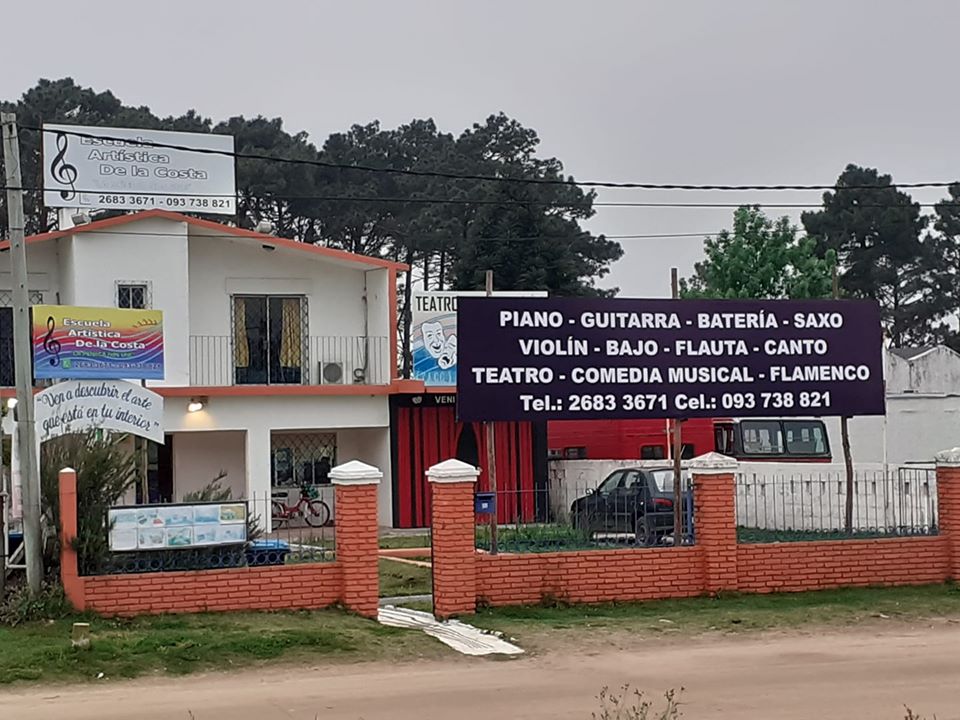 Escuela
Artística
De la Costa
2683 3671 - 093 738 821
Escuela
Artística
De la Costa
"Ven a descubrir el arte
que está en tu interior"
TEATRO
VENI
PIANO - GUITARRA - BATERÍA - SAXO
VIOLÍN - BAJO - FLAUTA - CANTO
TEATRO - COMEDIA MUSICAL - FLAMENCO
Tel.: 2683 3671 Cel.: 093 738 821